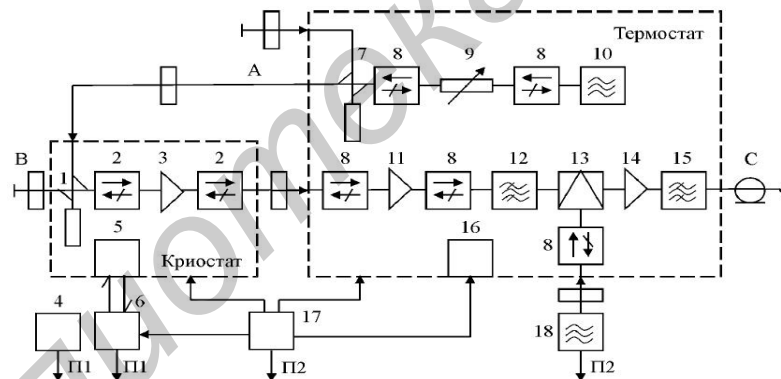 Термостат
7 8 9 8 10
А
В 1 2 3 2
8 11 8 12 13 14 15 С
5 16 8
Криостат
4 6 17 18
П1 П1 П2 П2